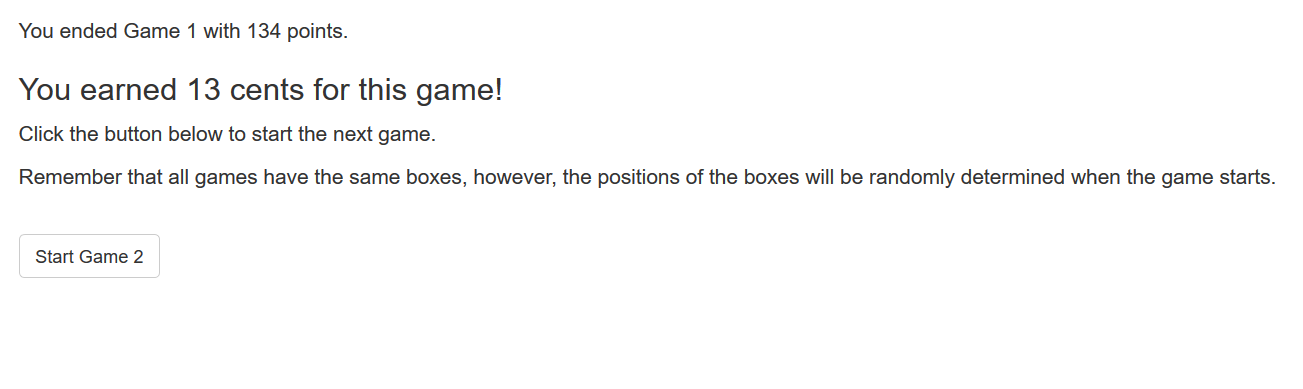 You ended Game 1 with 134 points.
You earned 13 cents for this game!
Click the button below to start the next game.
Remember that all games have the same boxes, however, the positions of the boxes will be randomly determined when the game starts.
Start Game 2